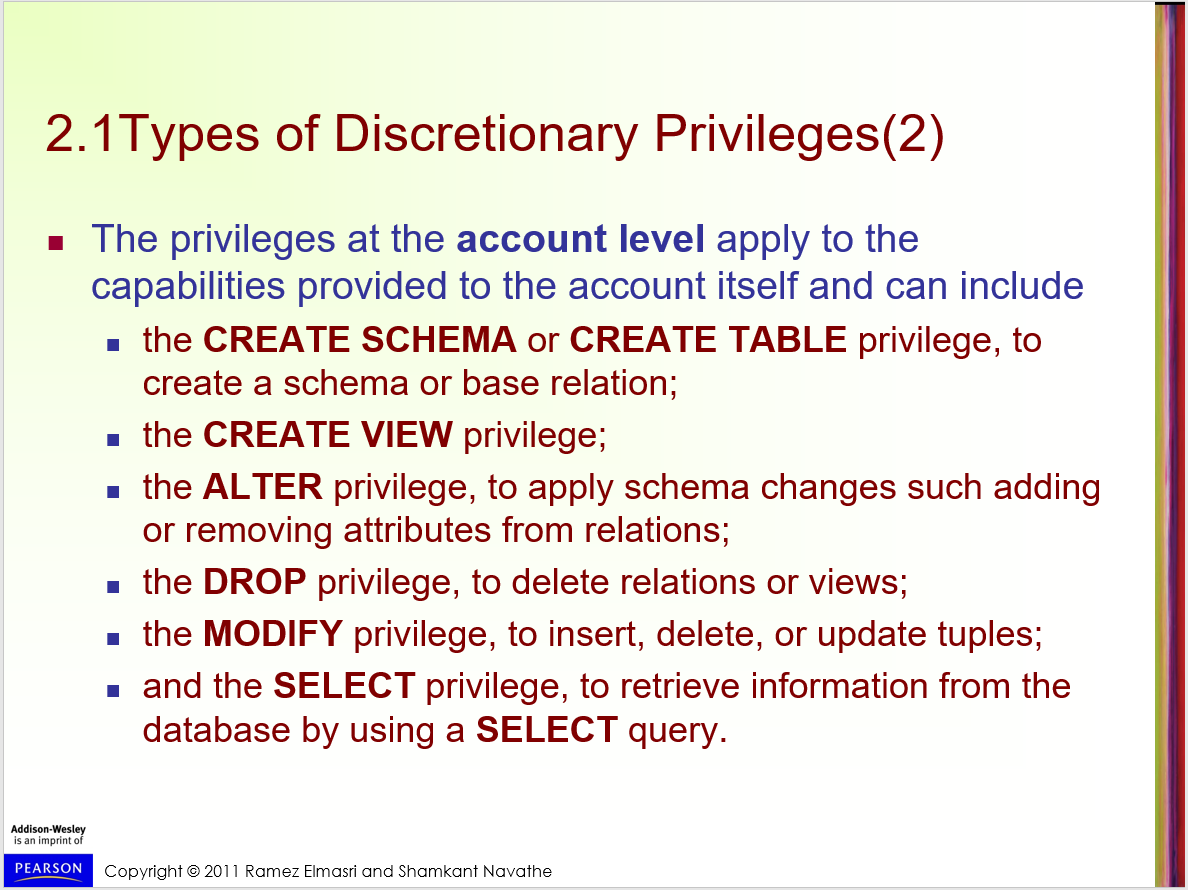 2.1Types of Discretionary Privileges(2)
The privileges at the account level apply to the
capabilities provided to the account itself and can include
the CREATE SCHEMA or CREATE TABLE privilege, to
create a schema or base relation;
the CREATE VIEW privilege;
the ALTER privilege, to apply schema changes such adding
or removing attributes from relations;
the DROP privilege, to delete relations or views;
the MODIFY privilege, to insert, delete, or update tuples;
and the SELECT privilege, to retrieve information from the
database by using a SELECT query.
Addison-Wesley
is an imprint of
PEARSON
Copyright © 2011 Ramez Elmasri and Shamkant Navathe